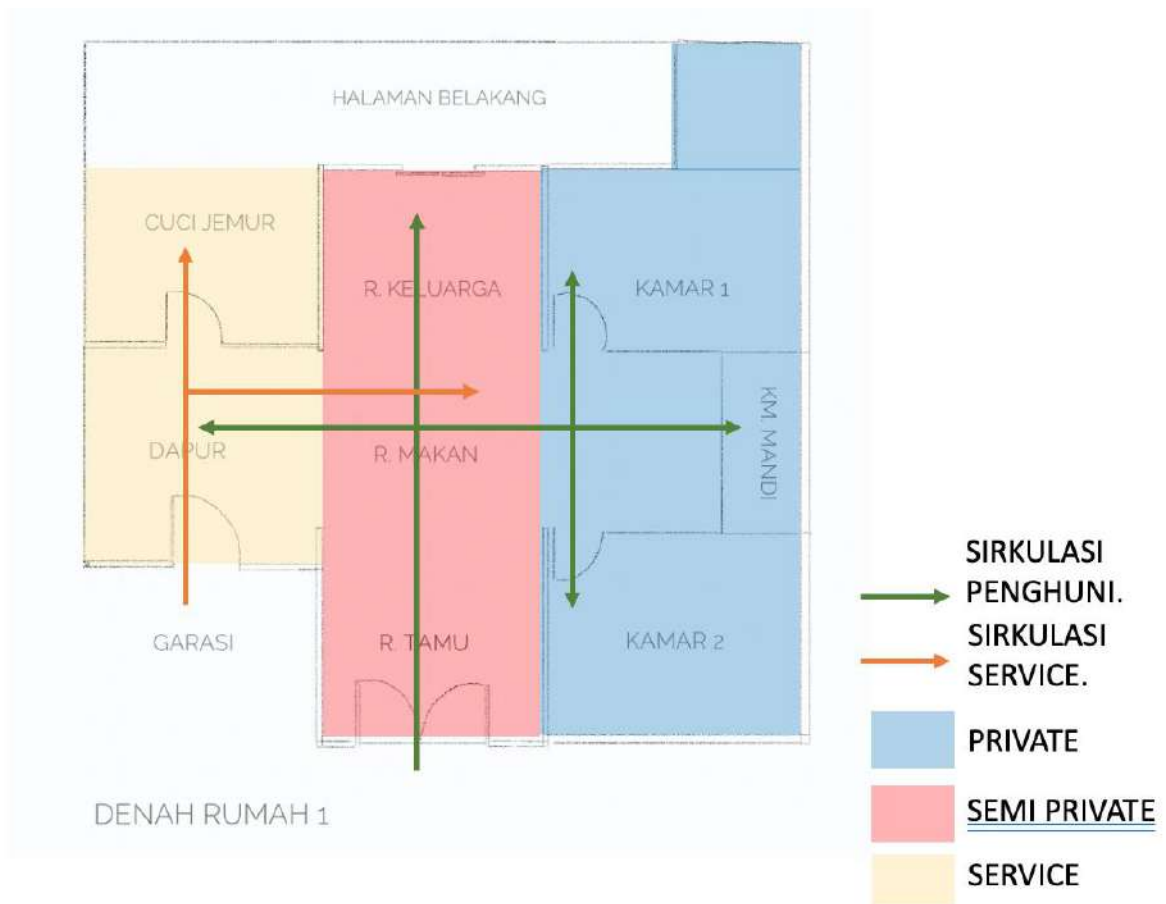 HALAMAN BELAKANG
CUCI JEMUR
R. KELUARGA
KAMAR 1
DAPUR
R. MAKAN
KM. MANDI
GARASI
R. TAMU
KAMAR 2
DENAH RUMAH 1
SIRKULASI
PENGHUNI.
SIRKULASI
SERVICE.
PRIVATE
SEMI PRIVATE
SERVICE